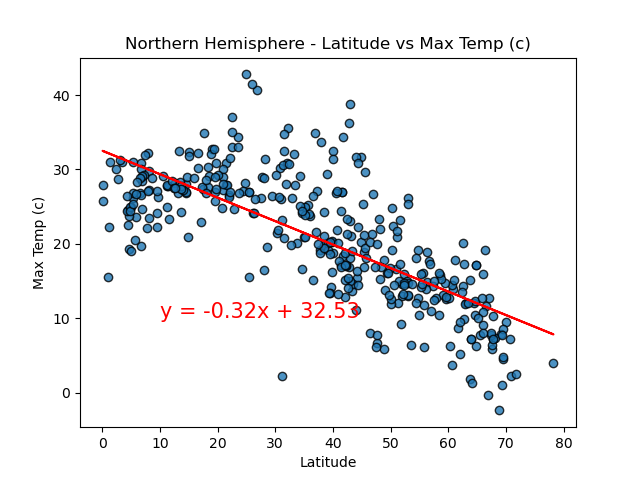 Northern Hemisphere - Latitude vs Max Temp (c)
Max Temp (c)
40
30
20
10
0
y = -0.32x + 32.53
0 10 20 30 40 50 60 70 80
Latitude